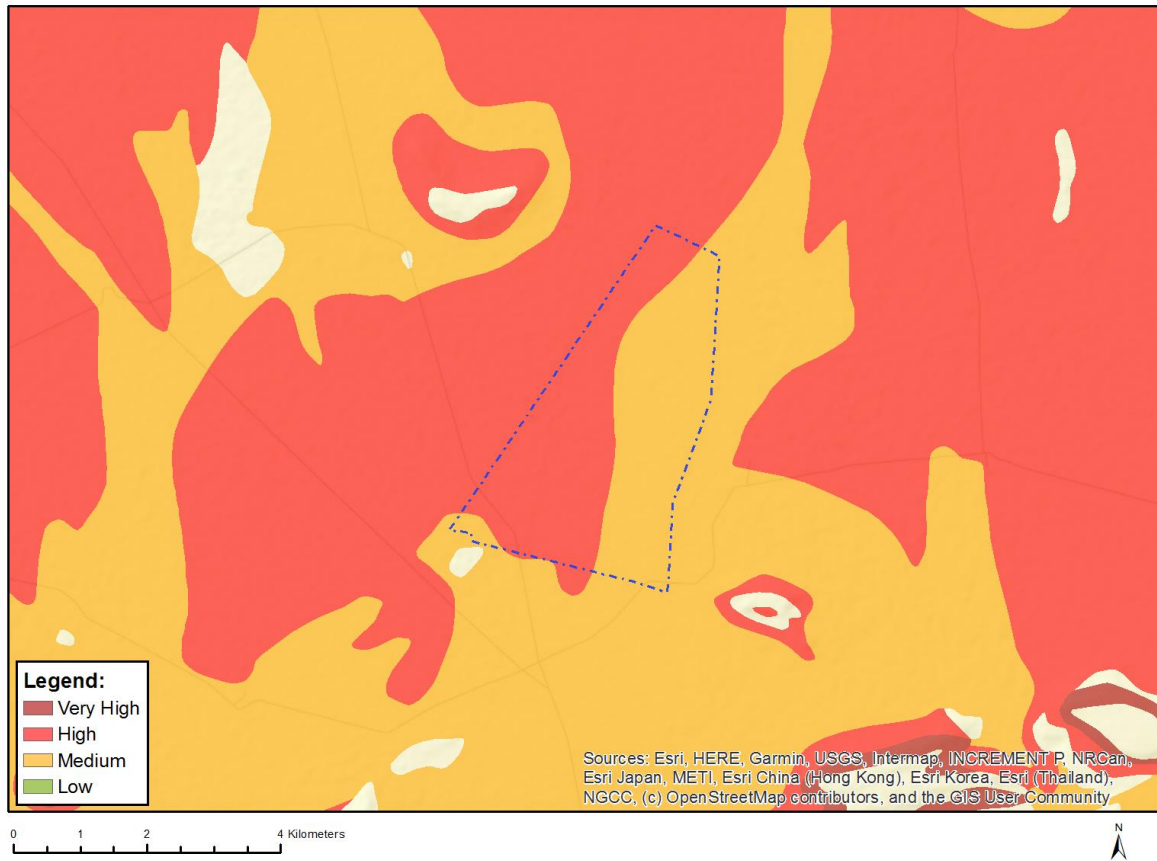 Legend:
Very High
High
Medium
Low
Sources: Esri, HERE, Garmin, USGS, Intermap, INCREMENT P, NRCan,
Esri Japan, METI, Esri China (Hong Kong), Esri Korea, Esri (Thailand),
NGCC, (c) OpenStreetMap contributors, and the GIS User Community
0 1 2 4 Kilometers
N